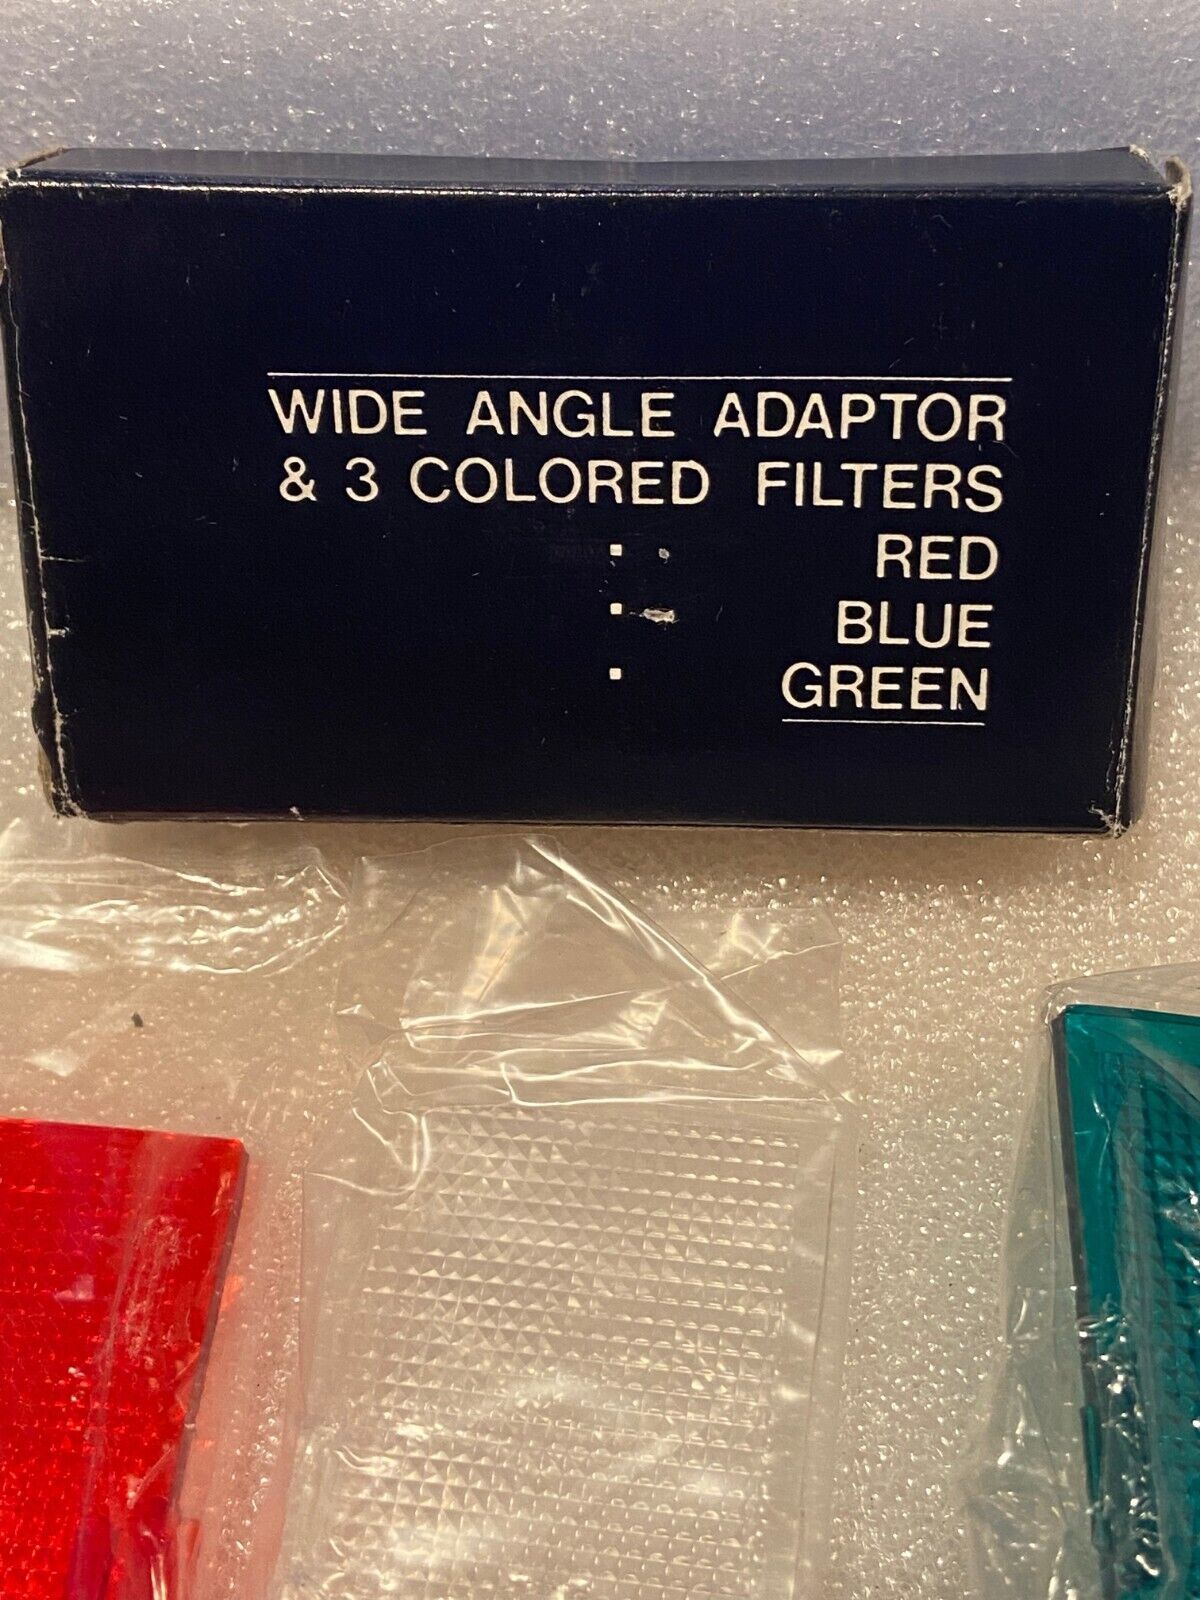 WIDE ANGLE ADAPTOR
& 3 COLORED FILTERS
RED
BLUE
GREEN